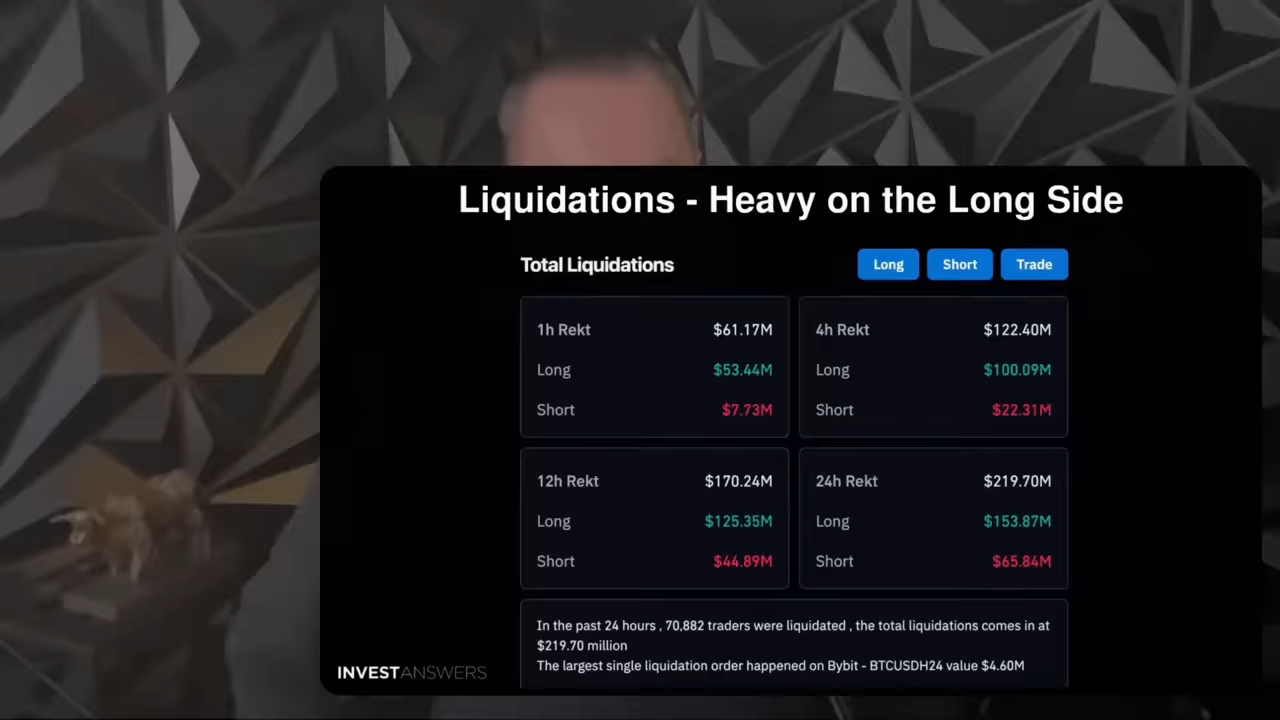 Liquidations - Heavy on the Long Side
Total Liquidations
Long
Short
Trade
1h Rekt $61.17M
Long $53.44M
Short $7.73M
4h Rekt $122.40M
Long $100.09M
Short $22.31M
12h Rekt $170.24M
Long $125.35M
Short $44.89M
24h Rekt $219.70M
Long $153.87M
Short $65.84M
In the past 24 hours , 70,882 traders were liquidated , the total liquidations comes in at
$219.70 million
The largest single liquidation order happened on Bybit - BTCUSDH24 value $4.60M
INVESTANSWERS